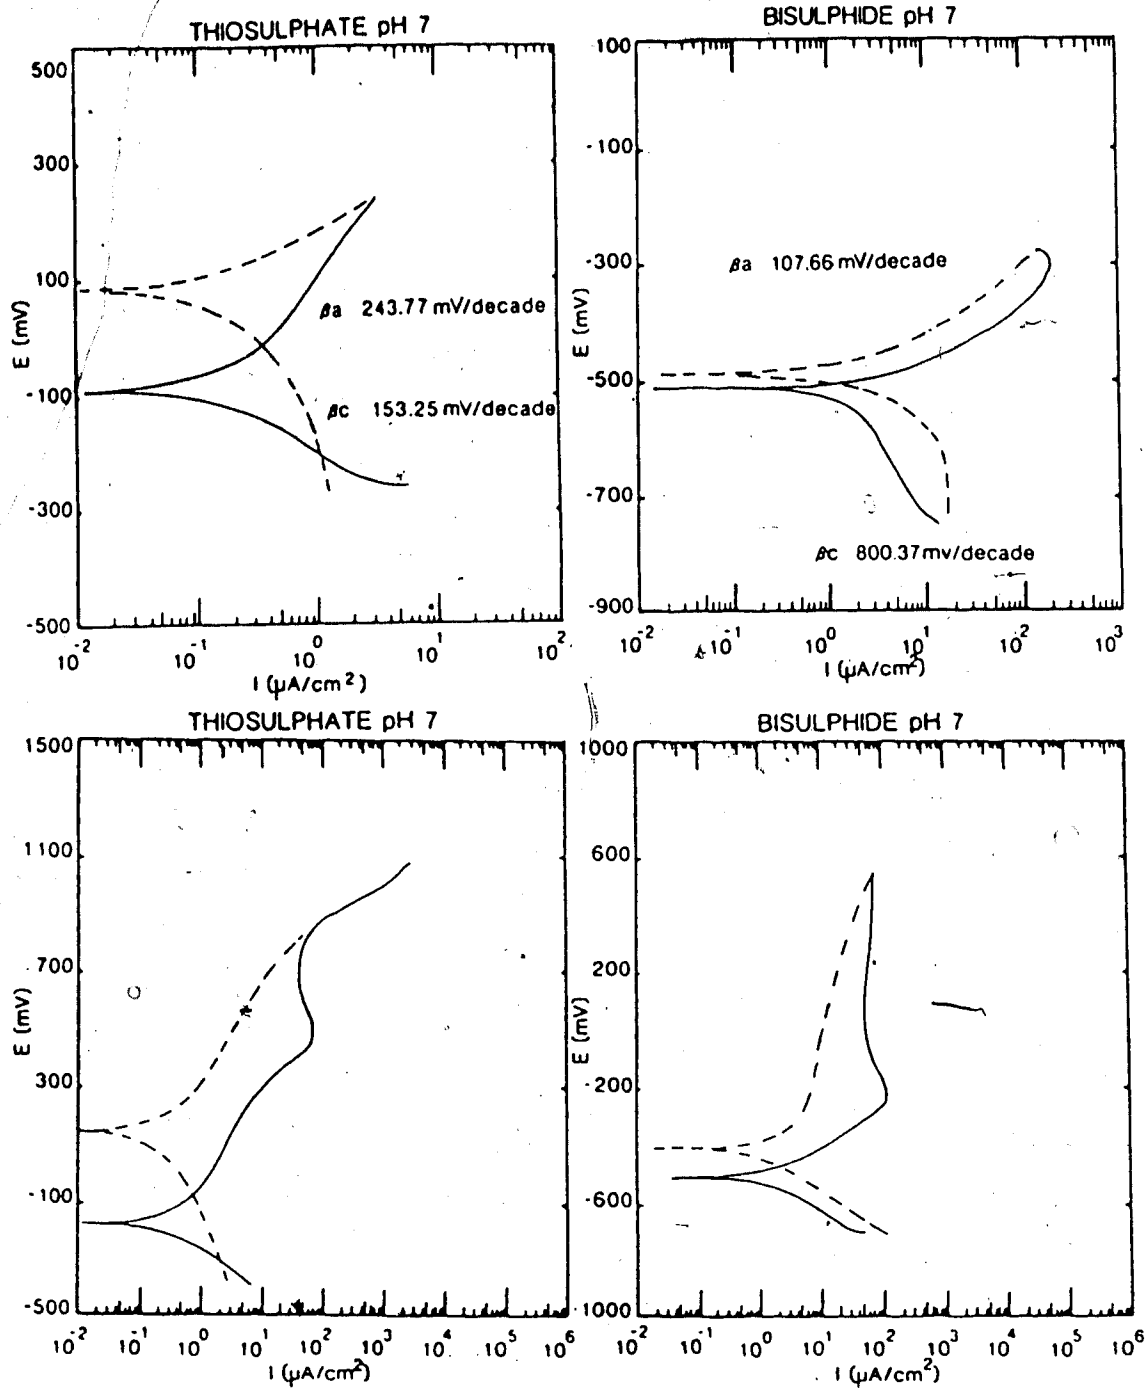 THIOSULPHATE pH 7
500
300
100
-100
-300
-500
E (mV)
βa 243.77 mV/decade
βc 153.25 mV/decade
10-2 10-1 100 101 102
I (μA/cm2)
BISULPHIDE pH 7
100
-100
-300
-500
-700
-900
E (mV)
βa 107.66 mV/decade
βc 800.37 mv/decade
10-2 10-1 100 101 102 103
I (μA/cm2)
THIOSULPHATE pH 7
1500
1100
700
300
-100
-500
E (mV)
10-2 10-1 100 101 102 103 104 105 106
I (μA/cm2)
BISULPHIDE pH 7
1000
600
200
-200
-600
-1000
E (mV)
10-2 10-1 100 101 102 103 104 105 106
I (μA/cm2)